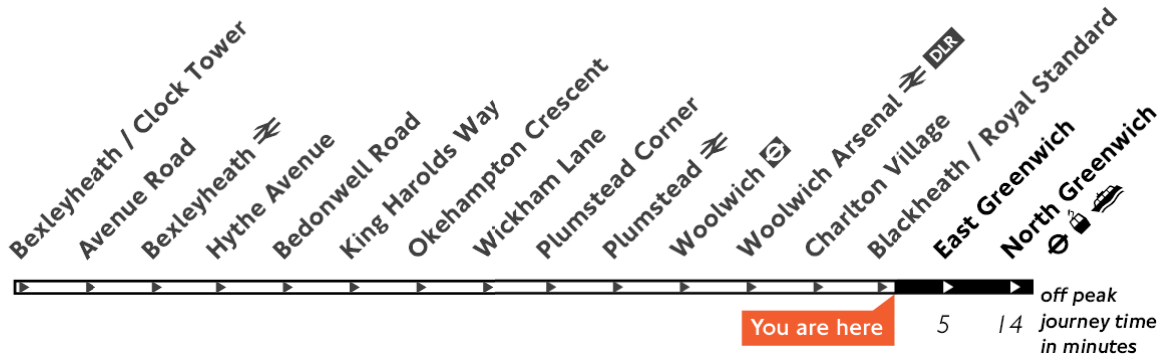 Bexleyheath / Clock Tower
Avenue Road
Bexleyheath
Hythe Avenue
Bedonwell Road
King Harolds Way
Okehampton Crescent
Wickham Lane
Plumstead Corner
Plumstead
Woolwich
Woolwich Arsenal DLR
Charlton Village
Blackheath / Royal Standard
East Greenwich
North Greenwich
You are here
5
14
off peak
journey time
in minutes